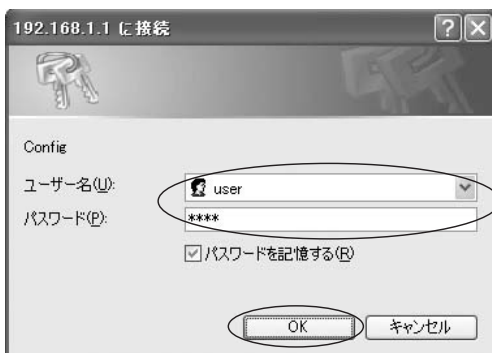 192.168.1.1 に接続
Config
ユーザー名(U):
user
パスワード(P):
****
パスワードを記憶する(R)
OK
キャンセル